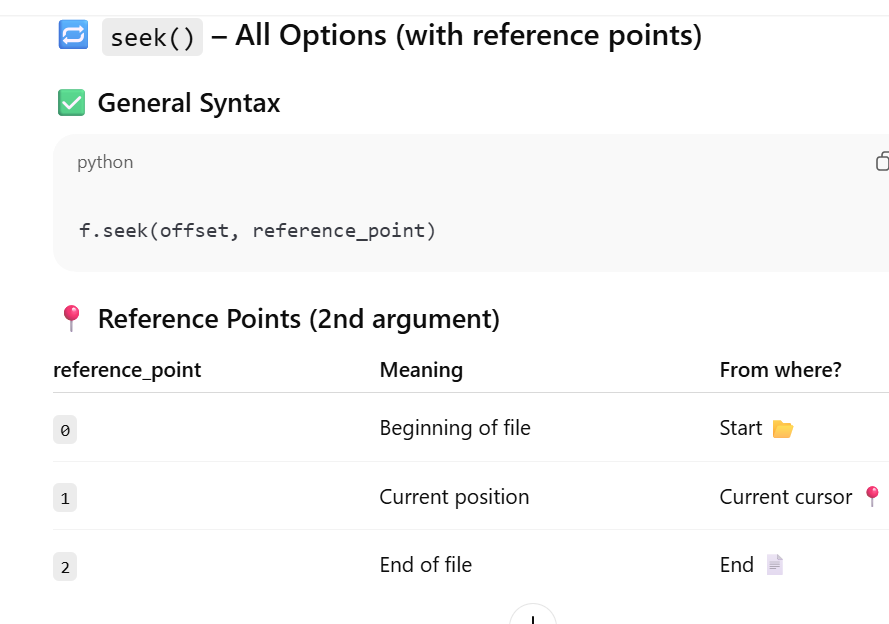 🔁 seek() – All Options (with reference points)
✅ General Syntax
python
f.seek(offset, reference_point)
📍 Reference Points (2nd argument)
reference_point Meaning From where?
0 Beginning of file Start 📂
1 Current position Current cursor 📍
2 End of file End 📄